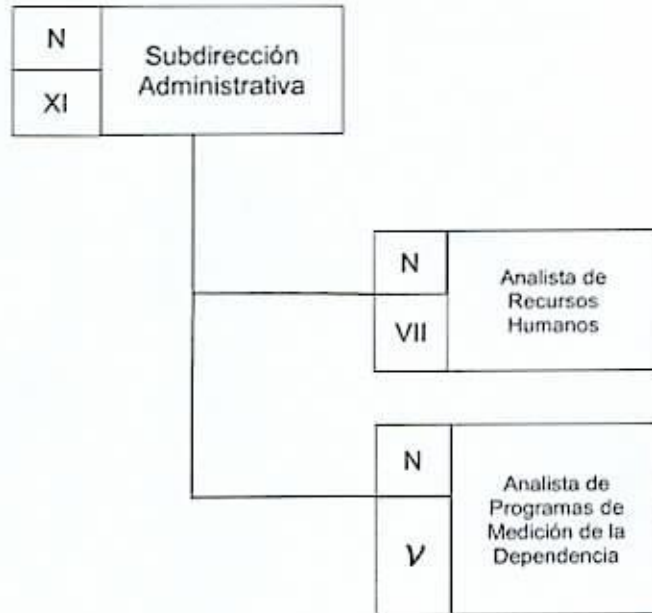 N
XI
Subdirección
Administrativa
N
VII
Analista de
Recursos
Humanos
N
V
Analista de
Programas de
Medición de la
Dependencia